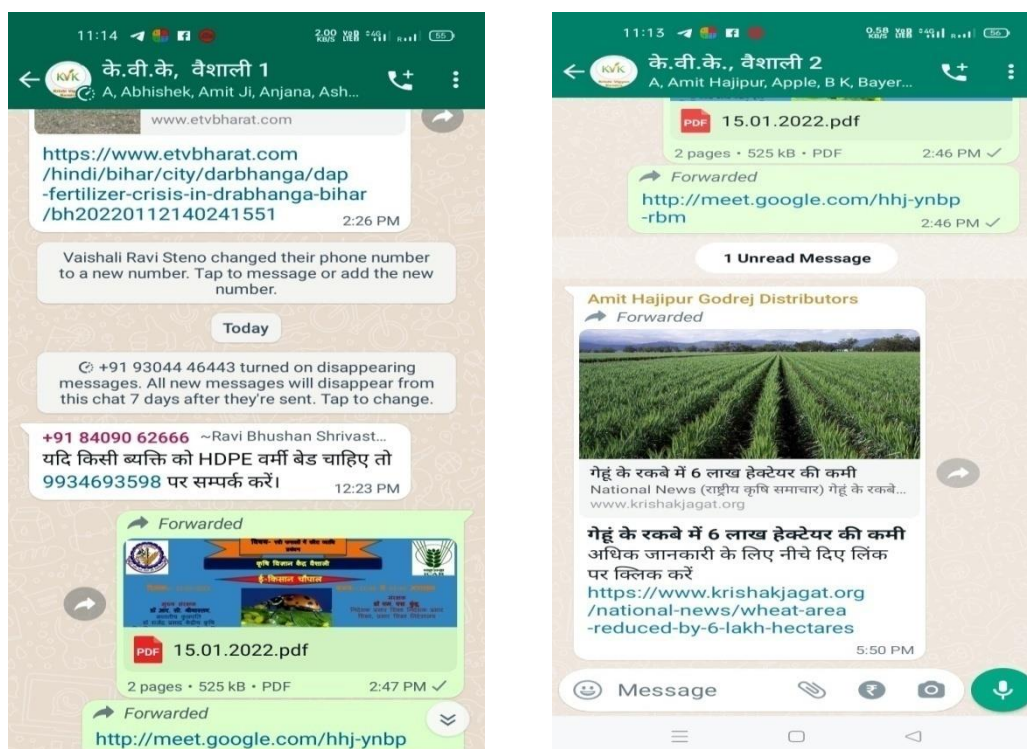 11:14
2.00 KB/S
55
के.वी.के, वैशाली 1
A, Abhishek, Amit Ji, Anjana, Ash...
www.etvbharat.com
https://www.etvbharat.com
/hindi/bihar/city/darbhanga/dap
-fertilizer-crisis-in-drabhanga-bihar
/bh20220112140241551
2:26 PM
Vaishali Ravi Steno changed their phone number
to a new number. Tap to message or add the new
number.
Today
+91 93044 46443 turned on disappearing
messages. All new messages will disappear from
this chat 7 days after they're sent. Tap to change.
+91 84090 62666 ~Ravi Bhushan Shrivast...
यदि किसी ब्यक्ति को HDPE वर्मी बेड चाहिए तो
9934693598 पर सम्पर्क करें।
12:23 PM
Forwarded
कृषि विज्ञान केंद्र वैशाली
ई-किसान चौपाल
PDF 15.01.2022.pdf
2 pages • 525 kB • PDF
2:47 PM
Forwarded
http://meet.google.com/hhj-ynbp
11:13
0.58 KB/S
56
के.वी.के., वैशाली 2
A, Amit Hajipur, Apple, B K, Bayer...
PDF 15.01.2022.pdf
2 pages • 525 kB • PDF
2:46 PM
Forwarded
http://meet.google.com/hhj-ynbp
-rbm
2:46 PM
1 Unread Message
Amit Hajipur Godrej Distributors
Forwarded
गेहूं के रकबे में 6 लाख हेक्टेयर की कमी
National News (राष्ट्रीय कृषि समाचार) गेहूं के रकबे...
www.krishakjagat.org
गेहूं के रकबे में 6 लाख हेक्टेयर की कमी
अधिक जानकारी के लिए नीचे दिए लिंक
पर क्लिक करें
https://www.krishakjagat.org
/national-news/wheat-area
-reduced-by-6-lakh-hectares
5:50 PM
Message